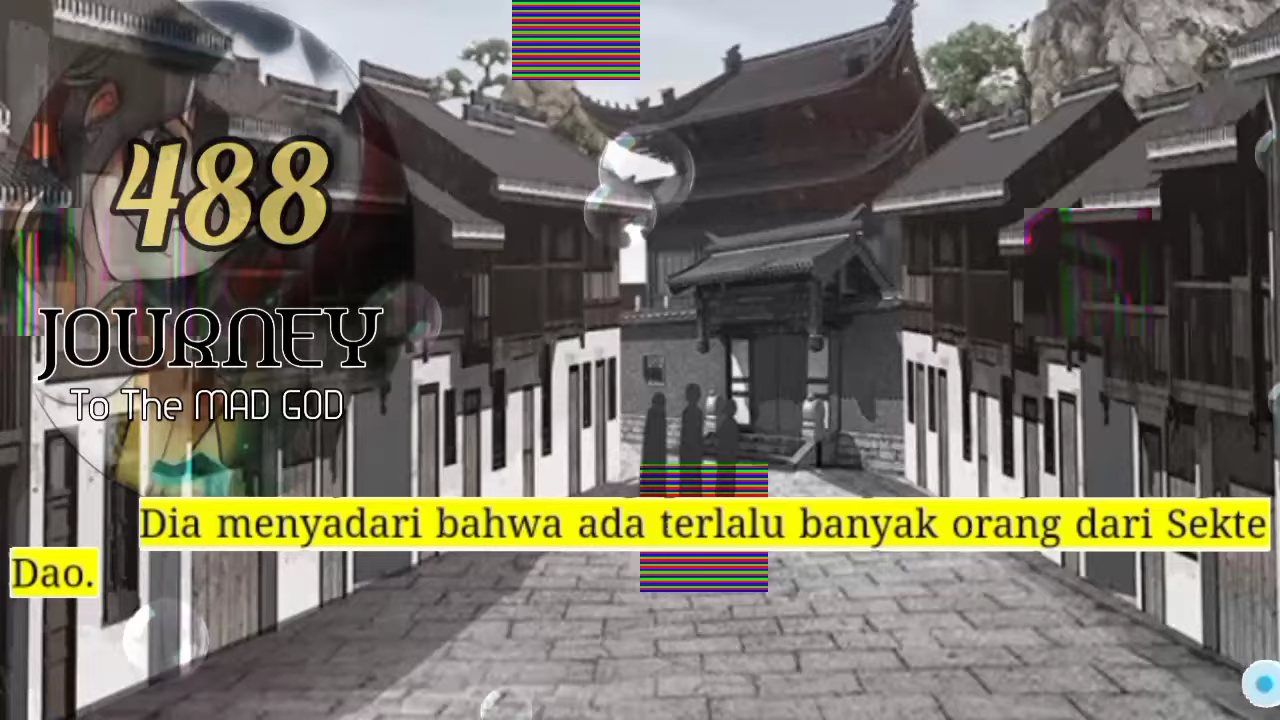 488
JOURNEY
To The MAD GOD
Dia menyadari bahwa ada terlalu banyak orang dari Sekte
Dao.